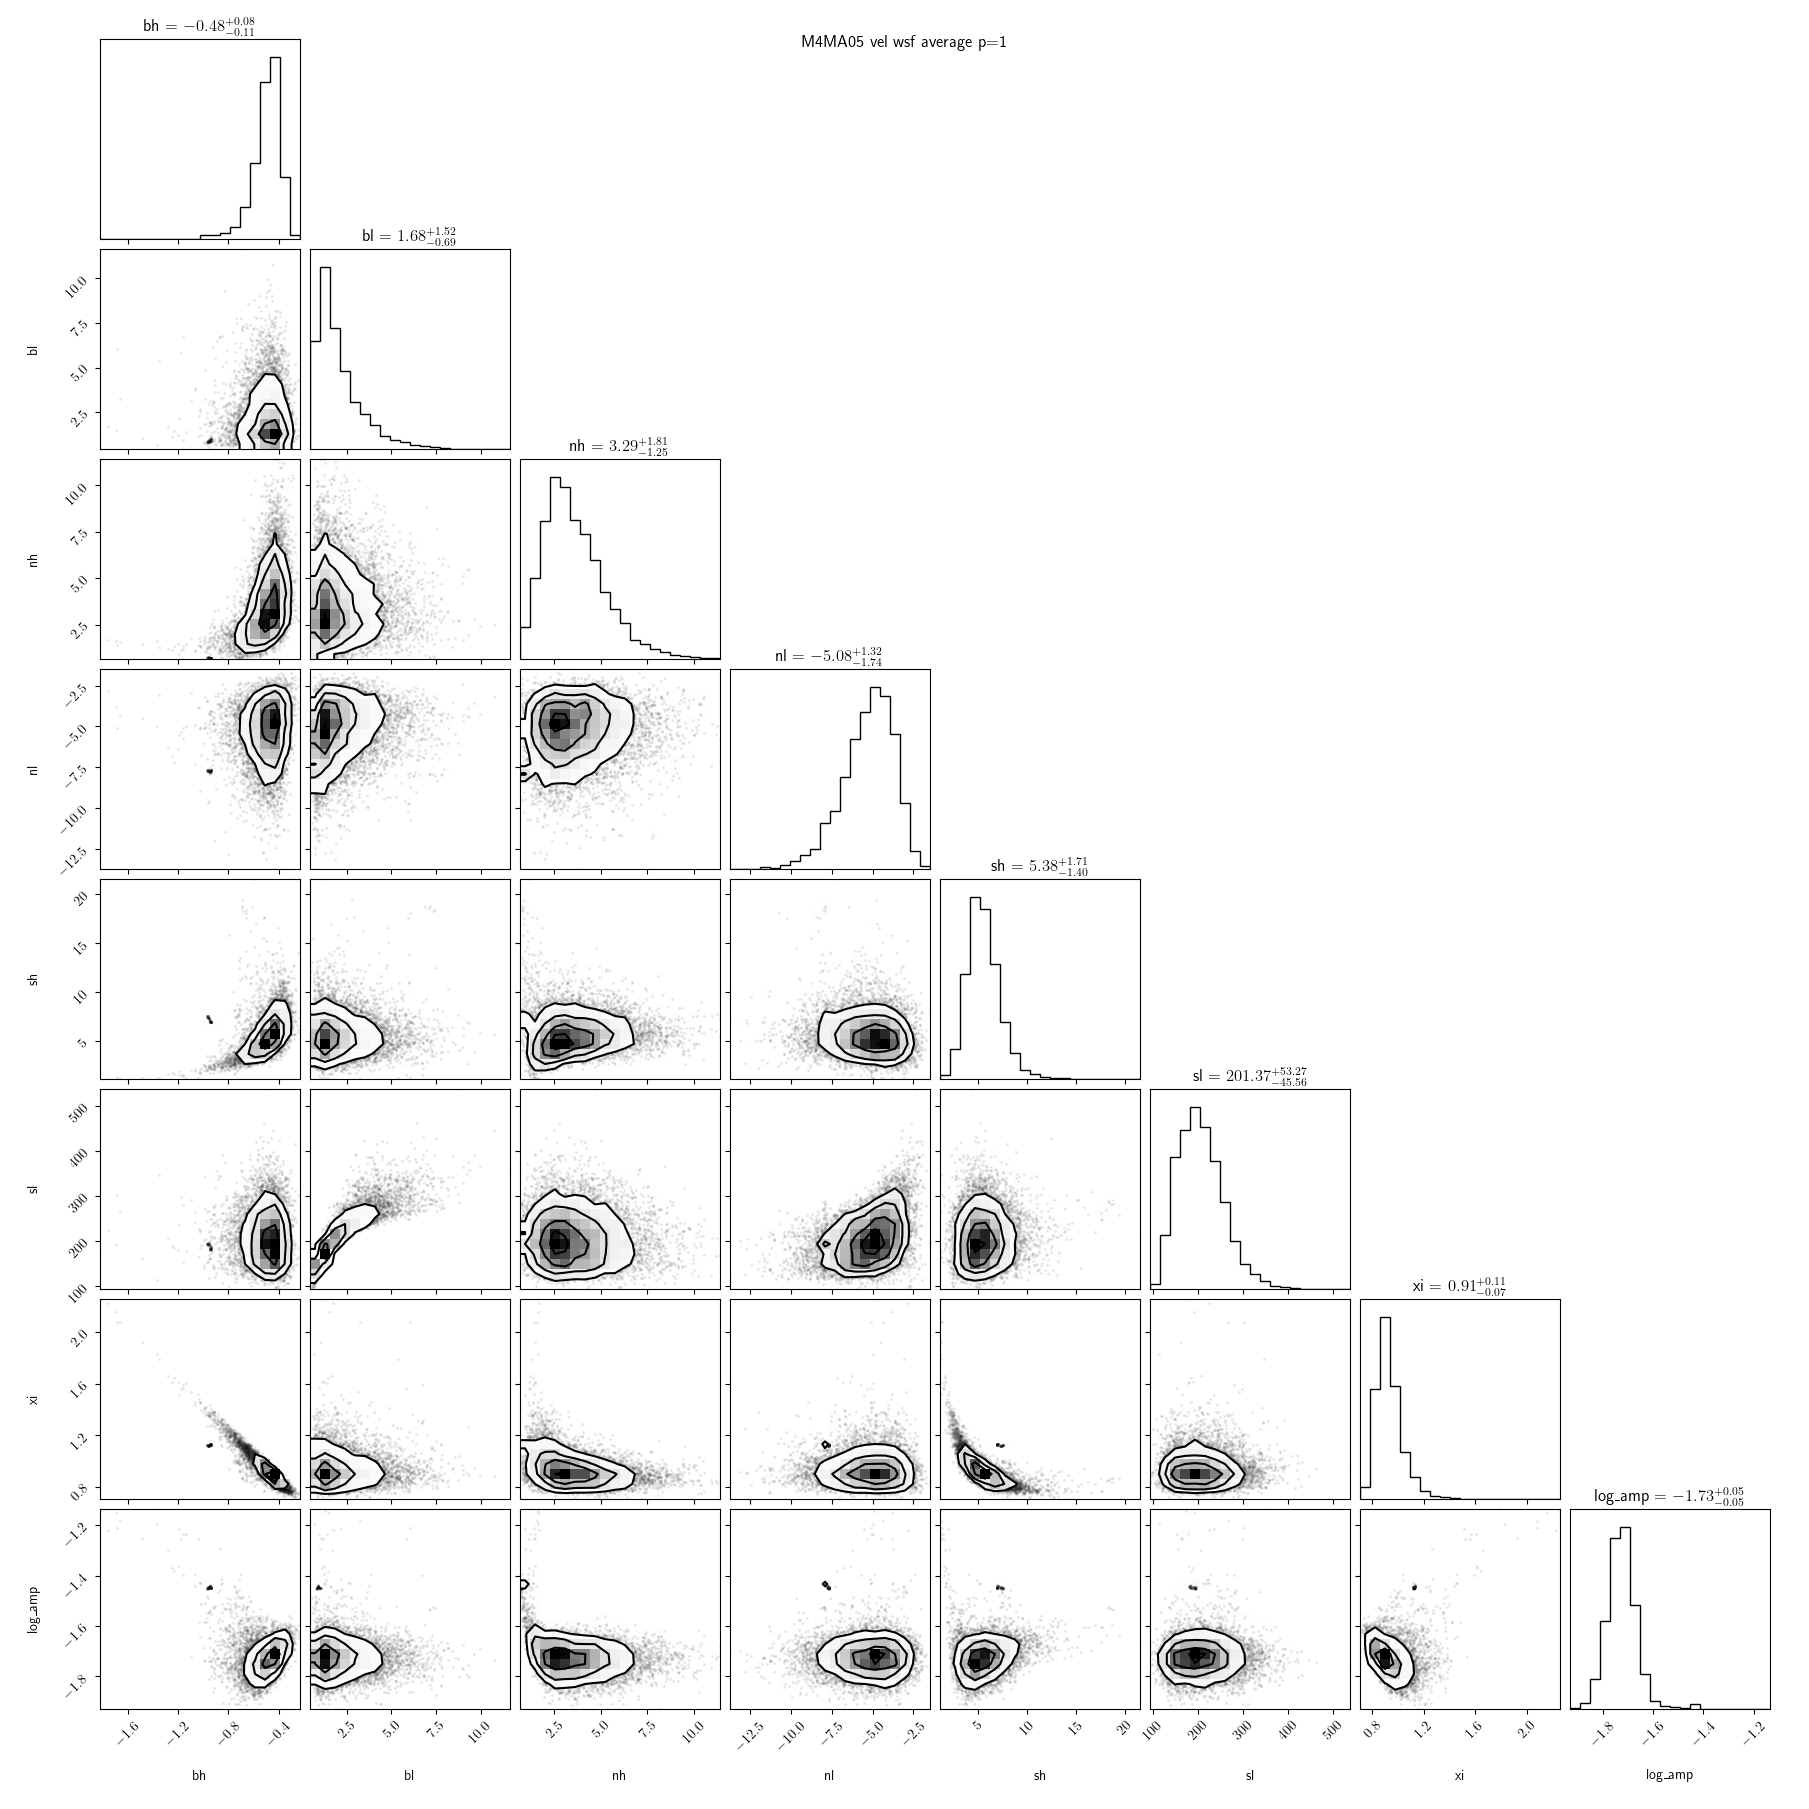 M4MA05 vel wsf average p=1
bh = −0.48+0.08−0.11
bl = 1.68+1.52−0.69
10.0
7.5
5.0
2.5
bl
nh = 3.29+1.81−1.25
10.0
7.5
5.0
2.5
nh
nl = −5.08+1.32−1.74
−2.5
−5.0
−7.5
−10.0
−12.5
nl
sh = 5.38+1.71−1.40
20
15
10
5
sh
sl = 201.37+53.27−45.56
500
400
300
200
100
sl
xi = 0.91+0.11−0.07
2.0
1.6
1.2
0.8
xi
log_amp = −1.73+0.05−0.05
−1.2
−1.4
−1.6
−1.8
log_amp
−1.6 −1.2 −0.8 −0.4 2.5 5.0 7.5 10.0 2.5 5.0 7.5 10.0 −12.5 −10.0 −7.5 −5.0 −2.5 5 10 15 20 100 200 300 400 500 0.8 1.2 1.6 2.0 −1.8 −1.6 −1.4 −1.2
bh bl nh nl sh sl xi log_amp